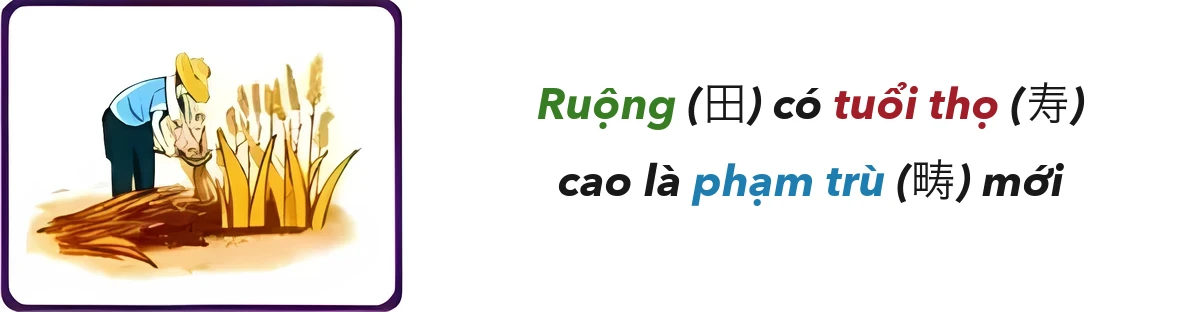 Ruộng (田) có tuổi thọ (寿)
cao là phạm trù (畴) mới